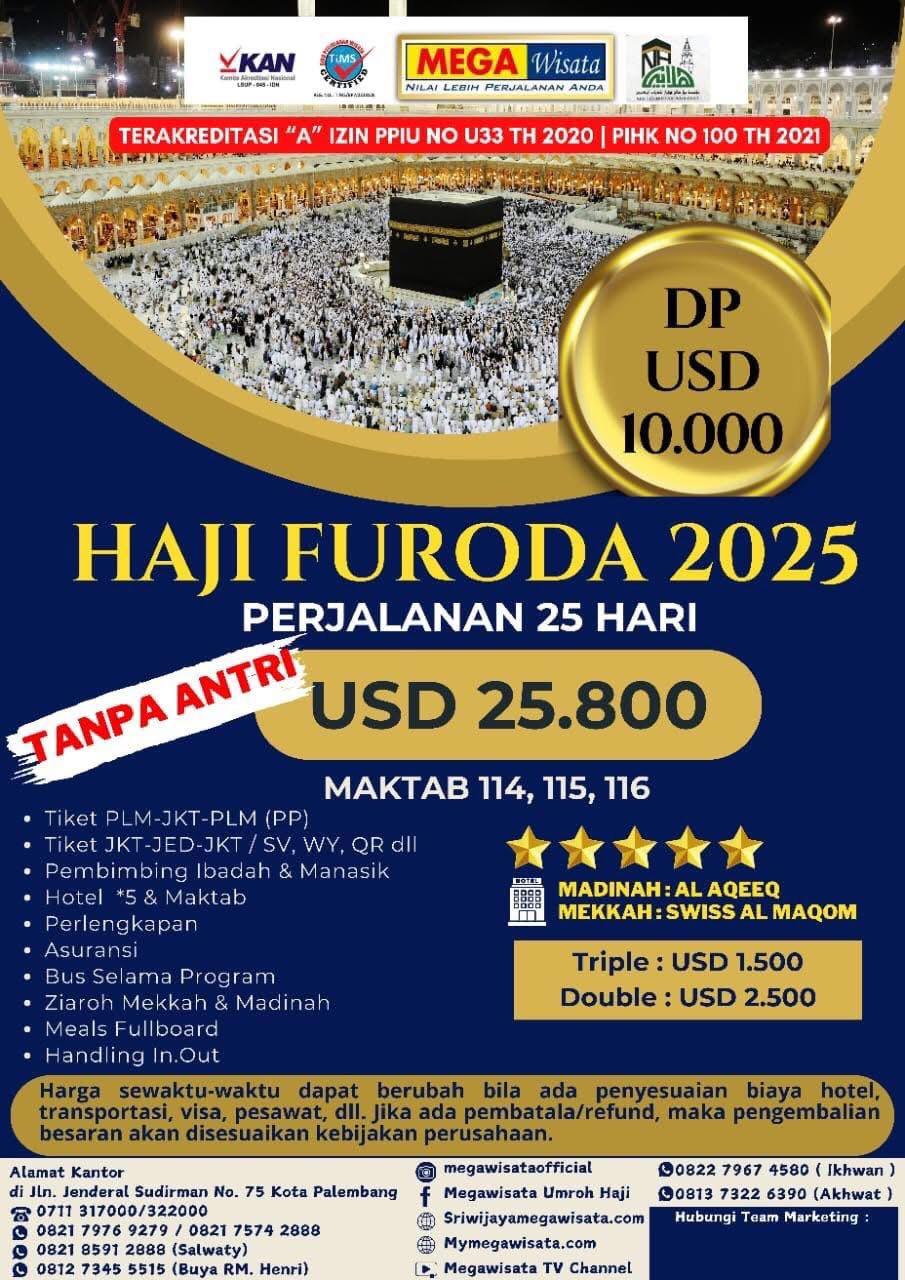 KAN
Komite Akreditasi Nasional
LSUP - 048 - IDN
TiMS
CERTIFIED
MEGA Wisata
NILAI LEBIH PERJALANAN ANDA
NH
TERAKREDITASI “A” IZIN PPIU NO U33 TH 2020 | PIHK NO 100 TH 2021
DP
USD
10.000
HAJI FURODA 2025
PERJALANAN 25 HARI
TANPA ANTRI
USD 25.800
MAKTAB 114, 115, 116
• Tiket PLM-JKT-PLM (PP)
• Tiket JKT-JED-JKT / SV, WY, QR dll
• Pembimbing Ibadah & Manasik
• Hotel *5 & Maktab
• Perlengkapan
• Asuransi
• Bus Selama Program
• Ziaroh Mekkah & Madinah
• Meals Fullboard
• Handling In.Out
HOTEL
MADINAH : AL AQEEQ
MEKKAH : SWISS AL MAQOM
Triple : USD 1.500
Double : USD 2.500
Harga sewaktu-waktu dapat berubah bila ada penyesuaian biaya hotel,
transportasi, visa, pesawat, dll. Jika ada pembatala/refund, maka pengembalian
besaran akan disesuaikan kebijakan perusahaan.
Alamat Kantor
di Jln. Jenderal Sudirman No. 75 Kota Palembang
0711 317000/322000
0821 7976 9279 / 0821 7574 2888
0821 8591 2888 (Salwaty)
0812 7345 5515 (Buya RM. Henri)
megawisataofficial
Megawisata Umroh Haji
Sriwijayamegawisata.com
Mymegawisata.com
Megawisata TV Channel
0822 7967 4580 ( Ikhwan )
0813 7322 6390 (Akhwat )
Hubungi Team Marketing :